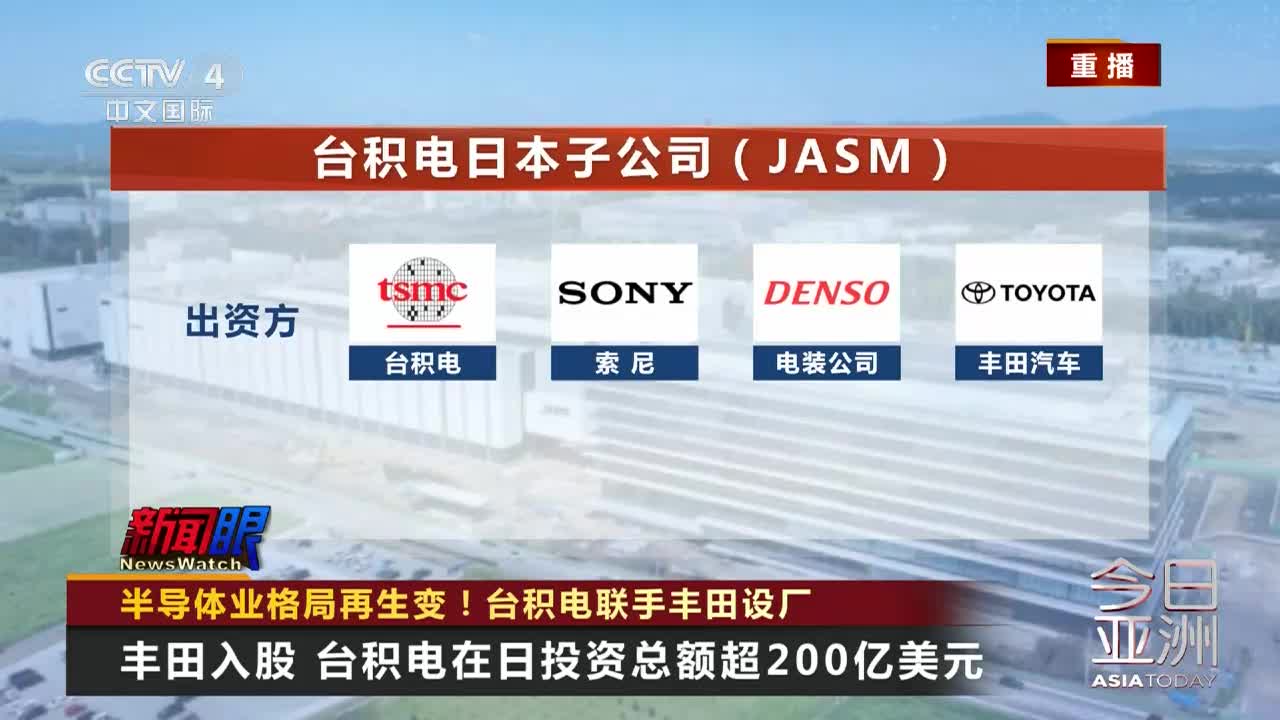 CCTV 4
中文国际
重播
台积电日本子公司（JASM）
出资方
tsmc
SONY
DENSO
TOYOTA
台积电
索尼
电装公司
丰田汽车
新闻眼
NewsWatch
半导体业格局再生变！台积电联手丰田设厂
丰田入股 台积电在日投资总额超200亿美元
今日
亚洲
ASIA TODAY